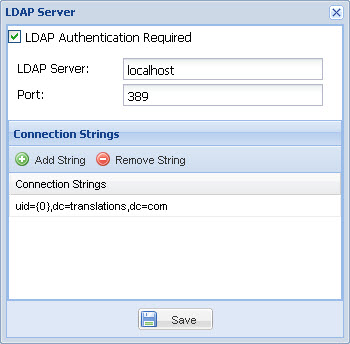 LDAP Server
LDAP Authentication Required
LDAP Server: localhost
Port: 389
Connection Strings
Add String Remove String
Connection Strings
uid={0},dc=translations,dc=com
Save